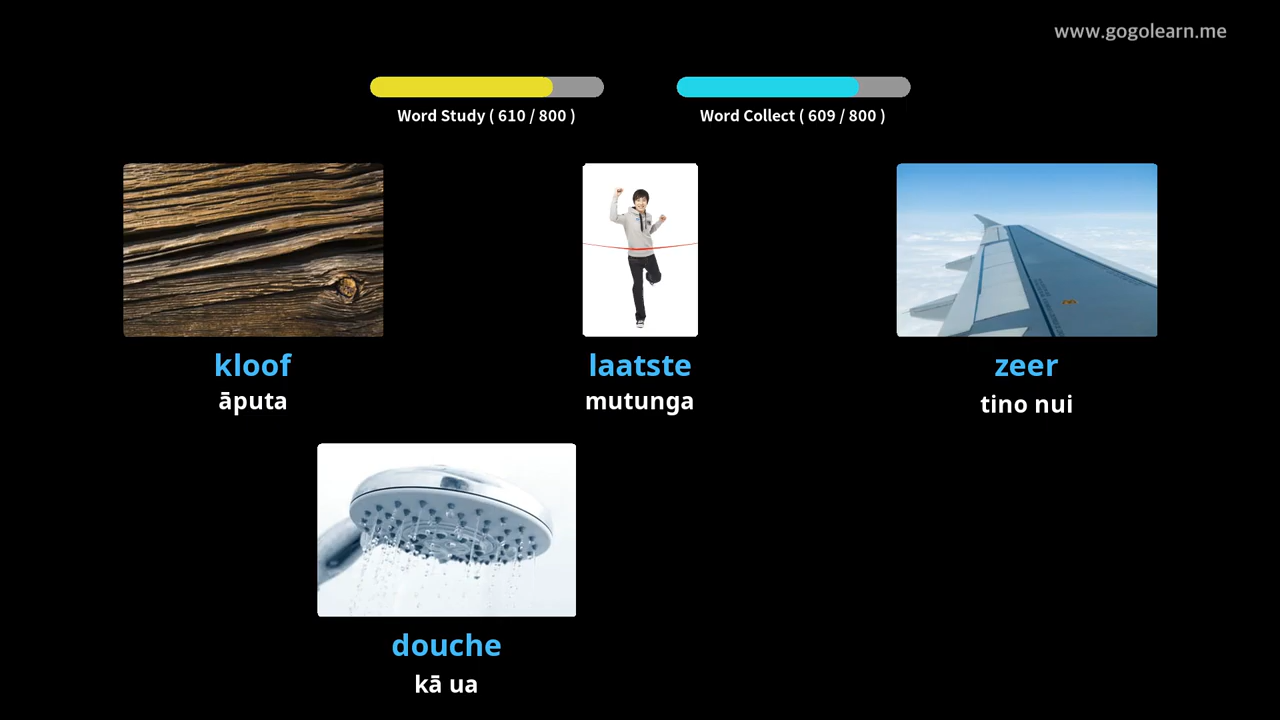 www.gogolearn.me
Word Study ( 610 / 800 )
Word Collect ( 609 / 800 )
kloof
āputa
laatste
mutunga
zeer
tino nui
douche
kā ua